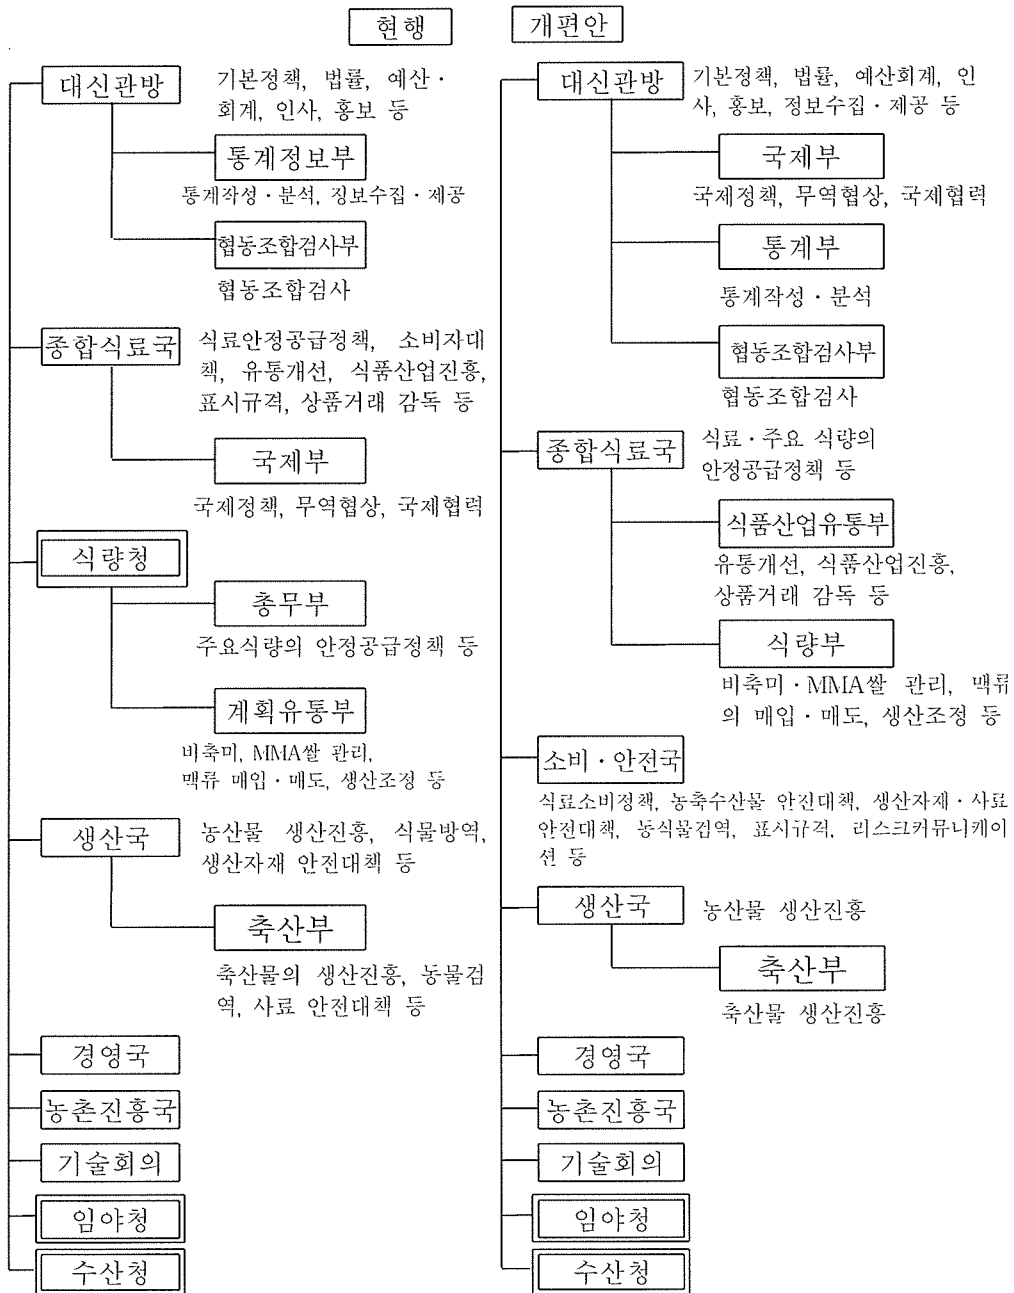 현행
대신관방
기본정책, 법률, 예산·
회계, 인사, 홍보 등
통계정보부
통계작성·분석, 정보수집·제공
협동조합검사부
협동조합검사
종합식료국
식료안정공급정책, 소비자대
책, 유통개선, 식품산업진흥,
표시규격, 상품거래 감독 등
국제부
국제정책, 무역협상, 국제협력
식량청
총무부
주요식량의 안정공급정책 등
계획유통부
비축미, MMA쌀 관리,
맥류 매입·매도, 생산조정 등
생산국
농산물 생산진흥, 식물방역,
생산자재 안전대책 등
축산부
축산물의 생산진흥, 동물검
역, 사료 안전대책 등
경영국
농촌진흥국
기술회의
임야청
수산청
개편안
대신관방
기본정책, 법률, 예산회계, 인
사, 홍보, 정보수집·제공 등
국제부
국제정책, 무역협상, 국제협력
통계부
통계작성·분석
협동조합검사부
협동조합검사
종합식료국
식료·주요 식량의
안정공급정책 등
식품산업유통부
유통개선, 식품산업진흥,
상품거래 감독 등
식량부
비축미·MMA쌀 관리, 맥류
의 매입·매도, 생산조정 등
소비·안전국
식료소비정책, 농축수산물 안전대책, 생산자재·사료
안전대책, 동식물검역, 표시규격, 리스크커뮤니케이
션 등
생산국
농산물 생산진흥
축산부
축산물 생산진흥
경영국
농촌진흥국
기술회의
임야청
수산청